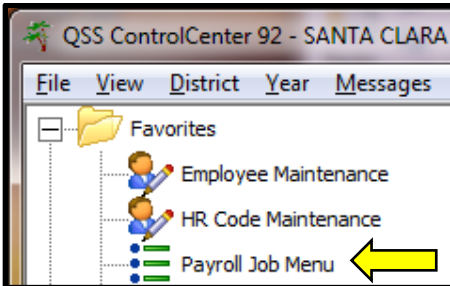 QSS ControlCenter 92 - SANTA CLARA
File View District Year Messages
Favorites
Employee Maintenance
HR Code Maintenance
Payroll Job Menu